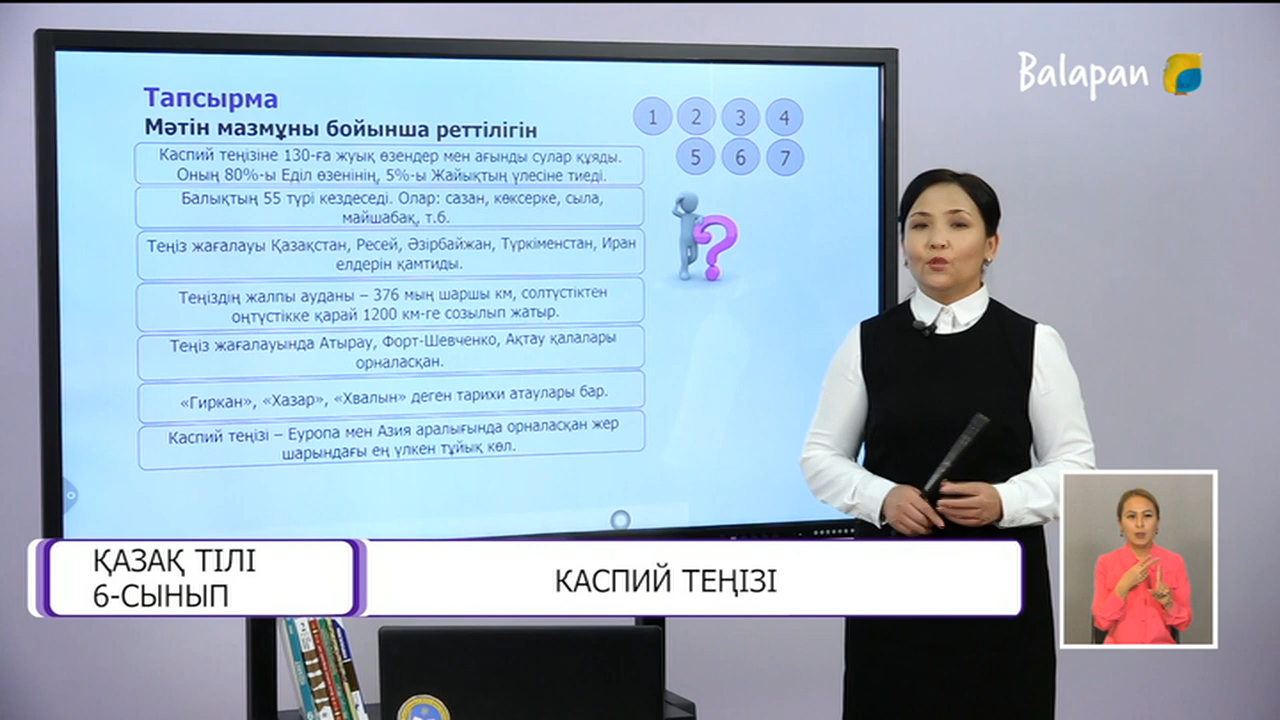 Balapan
Тапсырма
Мәтін мазмұны бойынша реттілігін
1 2 3 4
5 6 7
Каспий теңізіне 130-ға жуық өзендер мен ағынды сулар құяды.
Оның 80%-ы Еділ өзенінің, 5%-ы Жайықтың үлесіне тиеді.
Балықтың 55 түрі кездеседі. Олар: сазан, көксерке, сыла,
майшабақ, т.б.
Теңіз жағалауы Қазақстан, Ресей, Әзірбайжан, Түркіменстан, Иран
елдерін қамтиды.
Теңіздің жалпы ауданы – 376 мың шаршы км, солтүстіктен
оңтүстікке қарай 1200 км-ге созылып жатыр.
Теңіз жағалауында Атырау, Форт-Шевченко, Ақтау қалалары
орналасқан.
«Гиркан», «Хазар», «Хвалын» деген тарихи атаулары бар.
Каспий теңізі – Еуропа мен Азия аралығында орналасқан жер
шарындағы ең үлкен тұйық көл.
ҚАЗАҚ ТІЛІ
6-СЫНЫП
КАСПИЙ ТЕҢІЗІ